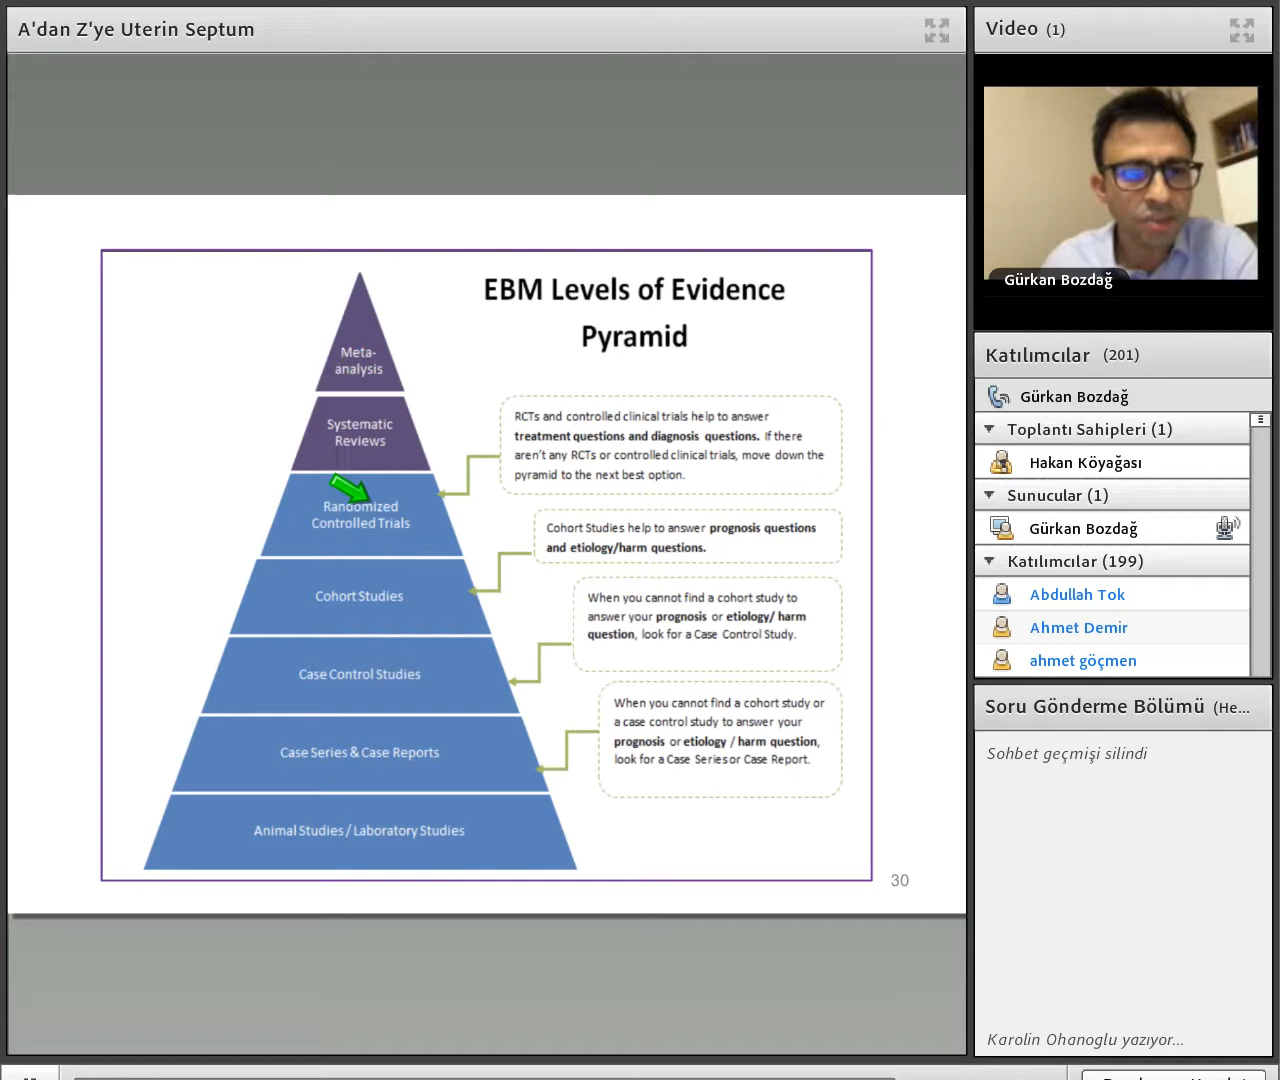 A'dan Z'ye Uterin Septum
EBM Levels of Evidence
Pyramid
Meta-
analysis
Systematic
Reviews
Randomized
Controlled Trials
Cohort Studies
Case Control Studies
Case Series & Case Reports
Animal Studies / Laboratory Studies
RCTs and controlled clinical trials help to answer
treatment questions and diagnosis questions. If there
aren't any RCTs or controlled clinical trials, move down the
pyramid to the next best option.
Cohort Studies help to answer prognosis questions
and etiology/harm questions.
When you cannot find a cohort study to
answer your prognosis or etiology/ harm
question, look for a Case Control Study.
When you cannot find a cohort study or
a case control study to answer your
prognosis or etiology / harm question,
look for a Case Series or Case Report.
30
Video (1)
Gürkan Bozdağ
Katılımcılar (201)
Gürkan Bozdağ
Toplantı Sahipleri (1)
Hakan Köyağası
Sunucular (1)
Gürkan Bozdağ
Katılımcılar (199)
Abdullah Tok
Ahmet Demir
ahmet göçmen
Soru Gönderme Bölümü (He...
Sohbet geçmişi silindi
Karolin Ohanoglu yazıyor...